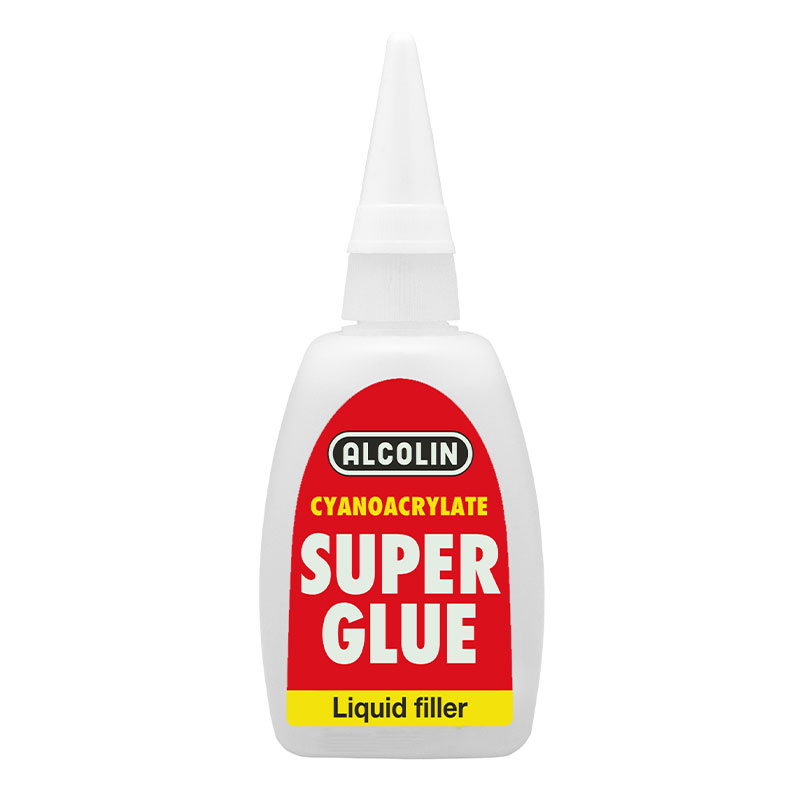 ALCOLIN
CYANOACRYLATE
SUPER
GLUE
Liquid filler